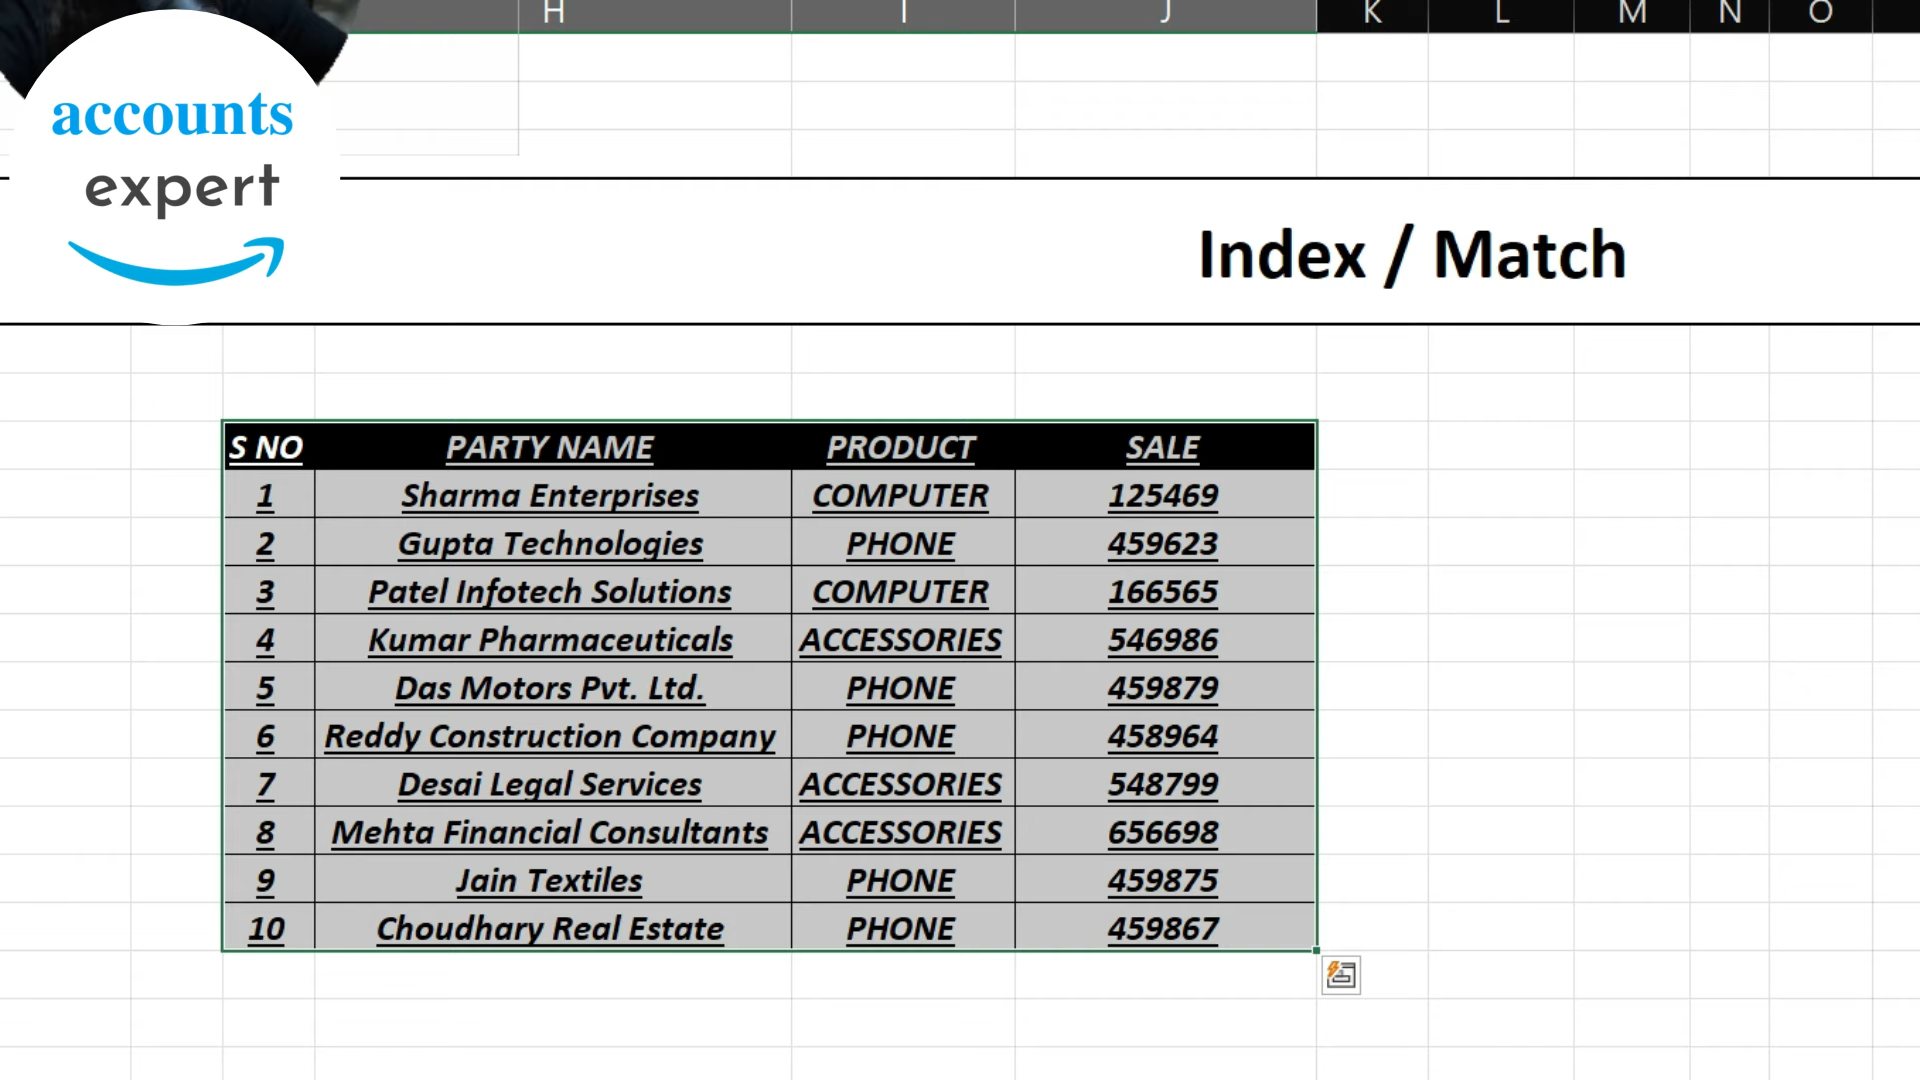 H I J K L M N O
accounts
expert
Index / Match
S NO PARTY NAME PRODUCT SALE
1 Sharma Enterprises COMPUTER 125469
2 Gupta Technologies PHONE 459623
3 Patel Infotech Solutions COMPUTER 166565
4 Kumar Pharmaceuticals ACCESSORIES 546986
5 Das Motors Pvt. Ltd. PHONE 459879
6 Reddy Construction Company PHONE 458964
7 Desai Legal Services ACCESSORIES 548799
8 Mehta Financial Consultants ACCESSORIES 656698
9 Jain Textiles PHONE 459875
10 Choudhary Real Estate PHONE 459867